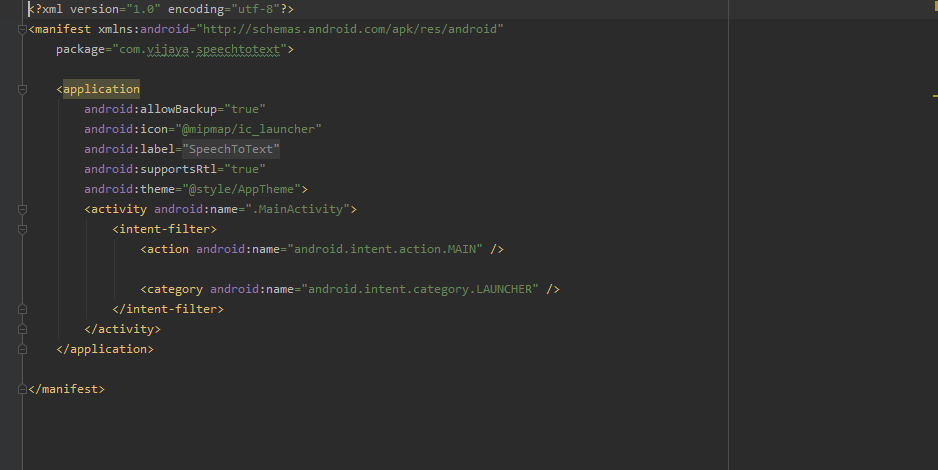 <?xml version="1.0" encoding="utf-8"?>
<manifest xmlns:android="http://schemas.android.com/apk/res/android"
package="com.vijaya.speechtotext">
<application
android:allowBackup="true"
android:icon="@mipmap/ic_launcher"
android:label="SpeechToText"
android:supportsRtl="true"
android:theme="@style/AppTheme">
<activity android:name=".MainActivity">
<intent-filter>
<action android:name="android.intent.action.MAIN" />
<category android:name="android.intent.category.LAUNCHER" />
</intent-filter>
</activity>
</application>
</manifest>